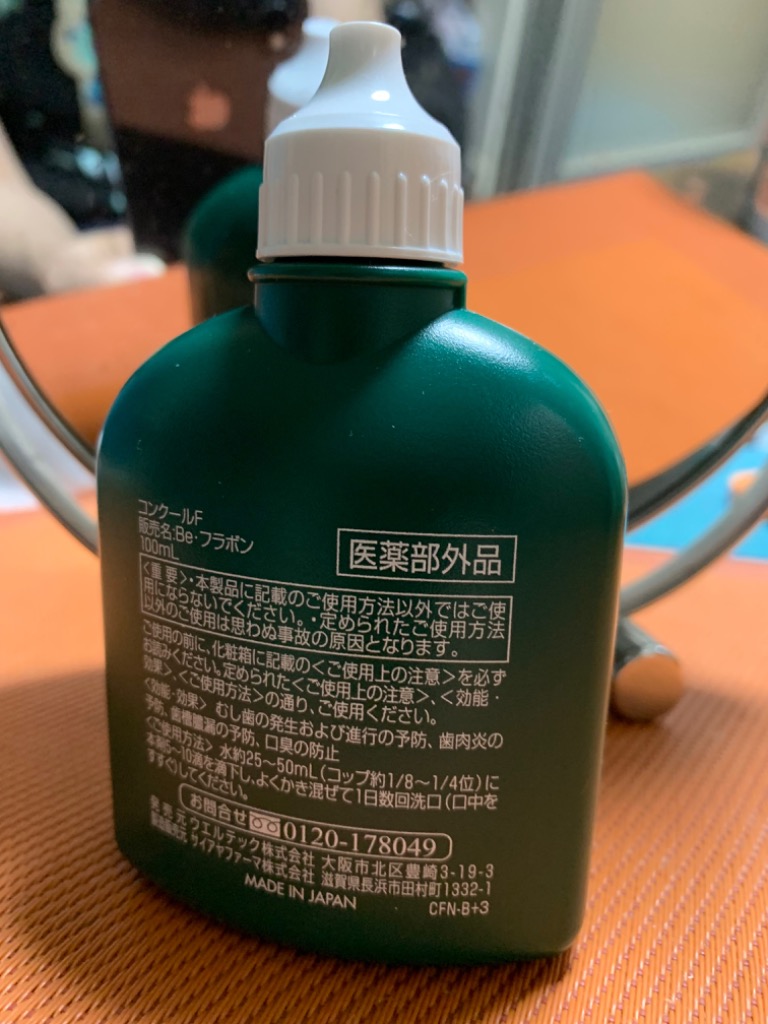 コンクールF
販売名:Be・フラボン
100mL
医薬部外品
＜重要＞・本製品に記載のご使用方法以外ではご使
用にならないでください。・定められたご使用方法
以外のご使用は思わぬ事故の原因となります。
ご使用の前に、化粧箱に記載の＜ご使用上の注意＞を必ず
お読みください。定められた＜ご使用上の注意＞、＜効能・
効果＞、＜ご使用方法＞の通り、ご使用ください。
＜効能・効果＞ むし歯の発生および進行の予防、歯肉炎の
予防、歯槽膿漏の予防、口臭の防止
＜ご使用方法＞ 水約25〜50mL（コップ約1/8〜1/4位）に
本剤5〜10滴を滴下し、よくかき混ぜて1日数回洗口（口中を
すすぐ）してください。
お問合せ 0120-178049
発売元 ウエルテック株式会社 大阪市北区豊崎3-19-3
製造販売元 サイアヤファーマ株式会社 滋賀県長浜市田村町1332-1
MADE IN JAPAN
CFN-B+3